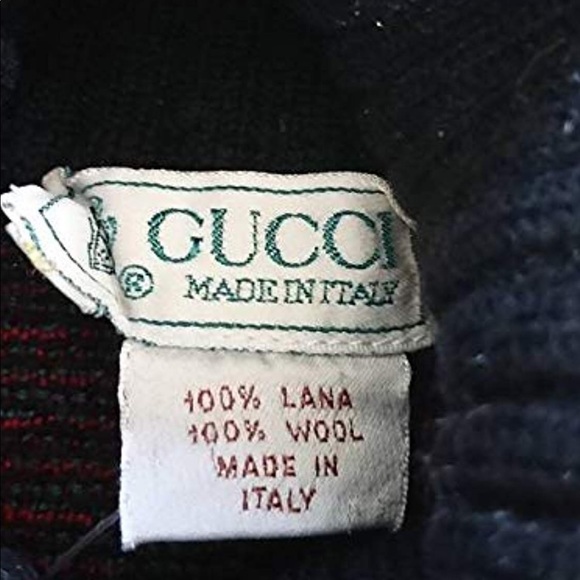 GUCCI
® MADE IN ITALY
100% LANA
100% WOOL
MADE IN
ITALY